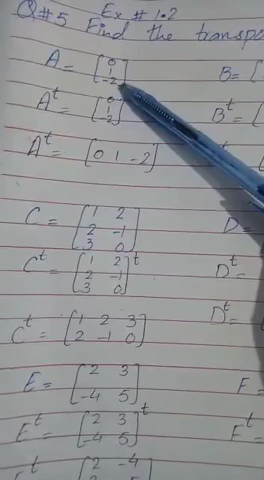 Q#5 Ex # 1.2
Find the
A = [0 B = [
1
-2]
A^t = [0 B^t = [
1
-2]
A^t = [0 1 -2]
C = [1 2 D =
2 -1
3 0]
C^t = [1 2 D^t =
2 -1
3 0]^t
C^t = [1 2 3 D^t =
2 -1 0]
E = [2 3 F =
-4 5]
E^t = [2 3 F^t =
-4 5]^t
[2 -4